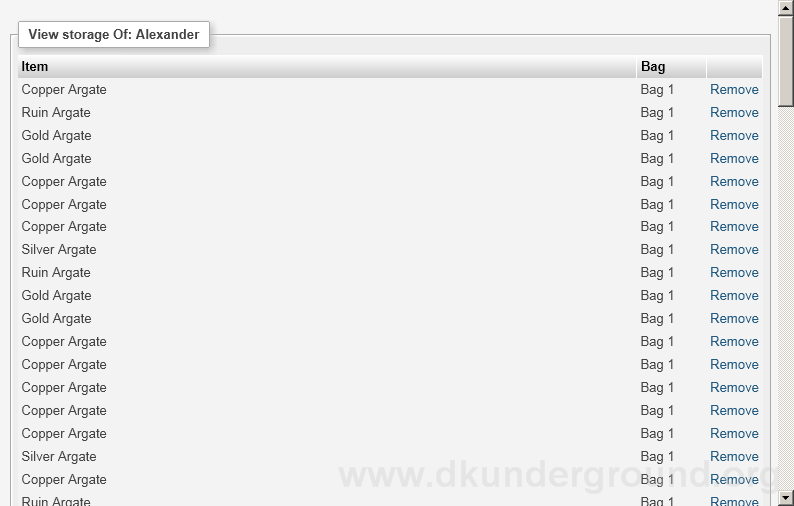 View storage Of: Alexander
Item Bag
Copper Argate Bag 1 Remove
Ruin Argate Bag 1 Remove
Gold Argate Bag 1 Remove
Gold Argate Bag 1 Remove
Copper Argate Bag 1 Remove
Copper Argate Bag 1 Remove
Copper Argate Bag 1 Remove
Silver Argate Bag 1 Remove
Ruin Argate Bag 1 Remove
Gold Argate Bag 1 Remove
Gold Argate Bag 1 Remove
Copper Argate Bag 1 Remove
Copper Argate Bag 1 Remove
Copper Argate Bag 1 Remove
Copper Argate Bag 1 Remove
Copper Argate Bag 1 Remove
Silver Argate Bag 1 Remove
Copper Argate Bag 1 Remove
Ruin Argate Bag 1 Remove
www.dkunderground.org